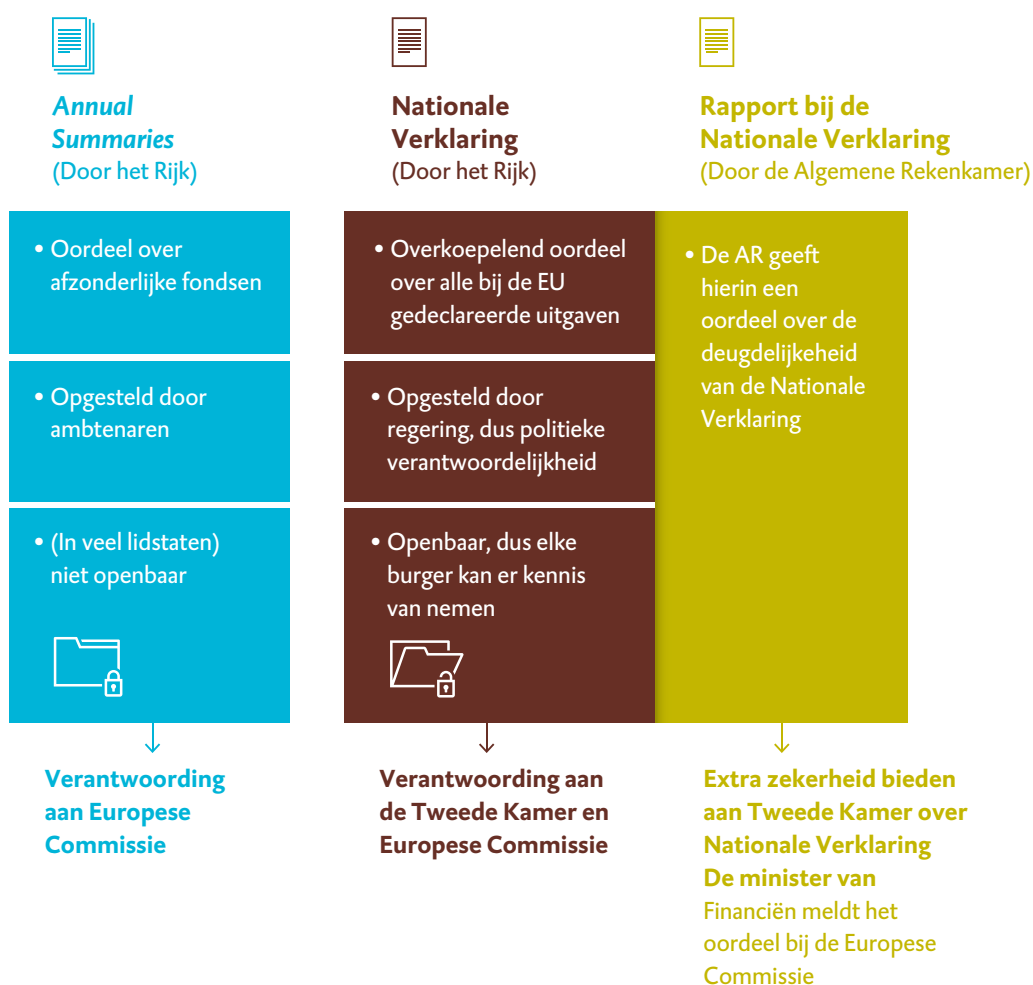 Annual
Summaries
(Door het Rijk)
Nationale
Verklaring
(Door het Rijk)
Rapport bij de
Nationale Verklaring
(Door de Algemene Rekenkamer)
• Oordeel over
afzonderlijke fondsen
• Opgesteld door
ambtenaren
• (In veel lidstaten)
niet openbaar
• Overkoepelend oordeel
over alle bij de EU
gedeclareerde uitgaven
• Opgesteld door
regering, dus politieke
verantwoordelijkheid
• Openbaar, dus elke
burger kan er kennis
van nemen
• De AR geeft
hierin een
oordeel over de
deugdelijkeheid
van de Nationale
Verklaring
Verantwoording
aan Europese
Commissie
Verantwoording aan
de Tweede Kamer en
Europese Commissie
Extra zekerheid bieden
aan Tweede Kamer over
Nationale Verklaring
De minister van
Financiën meldt het
oordeel bij de Europese
Commissie